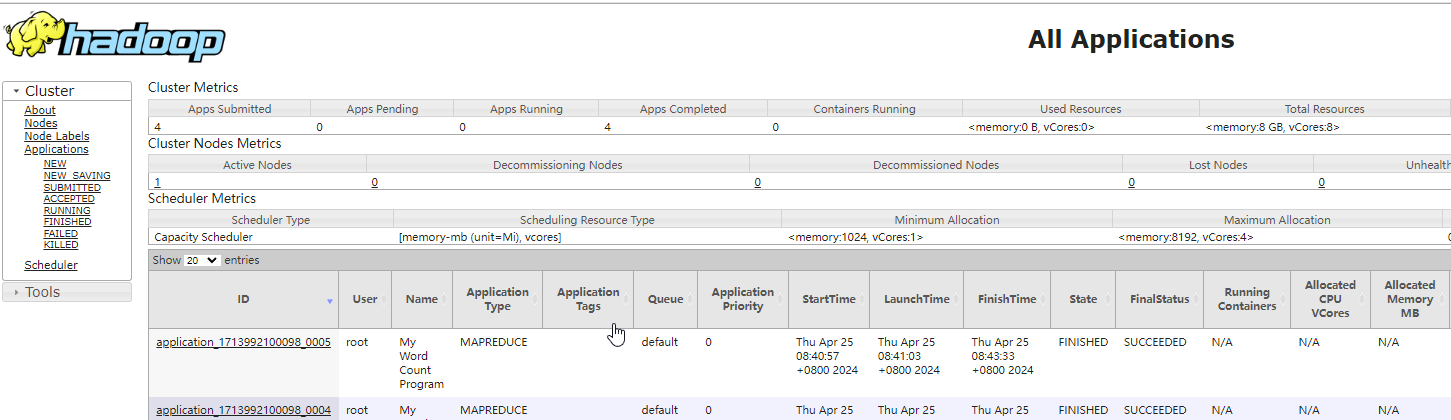 hadoop
All Applications
Cluster
About
Nodes
Node Labels
Applications
NEW
NEW_SAVING
SUBMITTED
ACCEPTED
RUNNING
FINISHED
FAILED
KILLED
Scheduler
Tools
Cluster Metrics
Apps Submitted Apps Pending Apps Running Apps Completed Containers Running Used Resources Total Resources
4 0 0 4 0 <memory:0 B, vCores:0> <memory:8 GB, vCores:8>
Cluster Nodes Metrics
Active Nodes Decommissioning Nodes Decommissioned Nodes Lost Nodes Unhealth
1 0 0 0 0
Scheduler Metrics
Scheduler Type Scheduling Resource Type Minimum Allocation Maximum Allocation
Capacity Scheduler [memory-mb (unit=Mi), vcores] <memory:1024, vCores:1> <memory:8192, vCores:4>
Show 20 entries
ID User Name Application Type Application Tags Queue Application Priority StartTime LaunchTime FinishTime State FinalStatus Running Containers Allocated CPU VCores Allocated Memory MB
application_1713992100098_0005 root My MAPREDUCE default 0 Thu Apr 25 Thu Apr 25 Thu Apr 25 FINISHED SUCCEEDED N/A N/A N/A
Word 08:40:57 08:41:03 08:43:33
Count +0800 2024 +0800 2024 +0800 2024
Program
application_1713992100098_0004 root My MAPREDUCE default 0 Thu Apr 25 Thu Apr 25 Thu Apr 25 FINISHED SUCCEEDED N/A N/A N/A